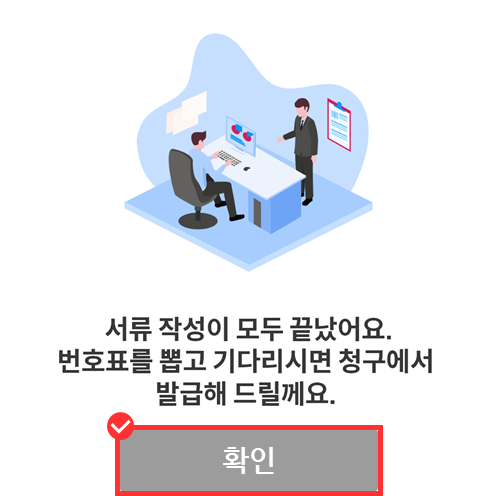 서류 작성이 모두 끝났어요.
번호표를 뽑고 기다리시면 청구에서
발급해 드릴께요.
확인